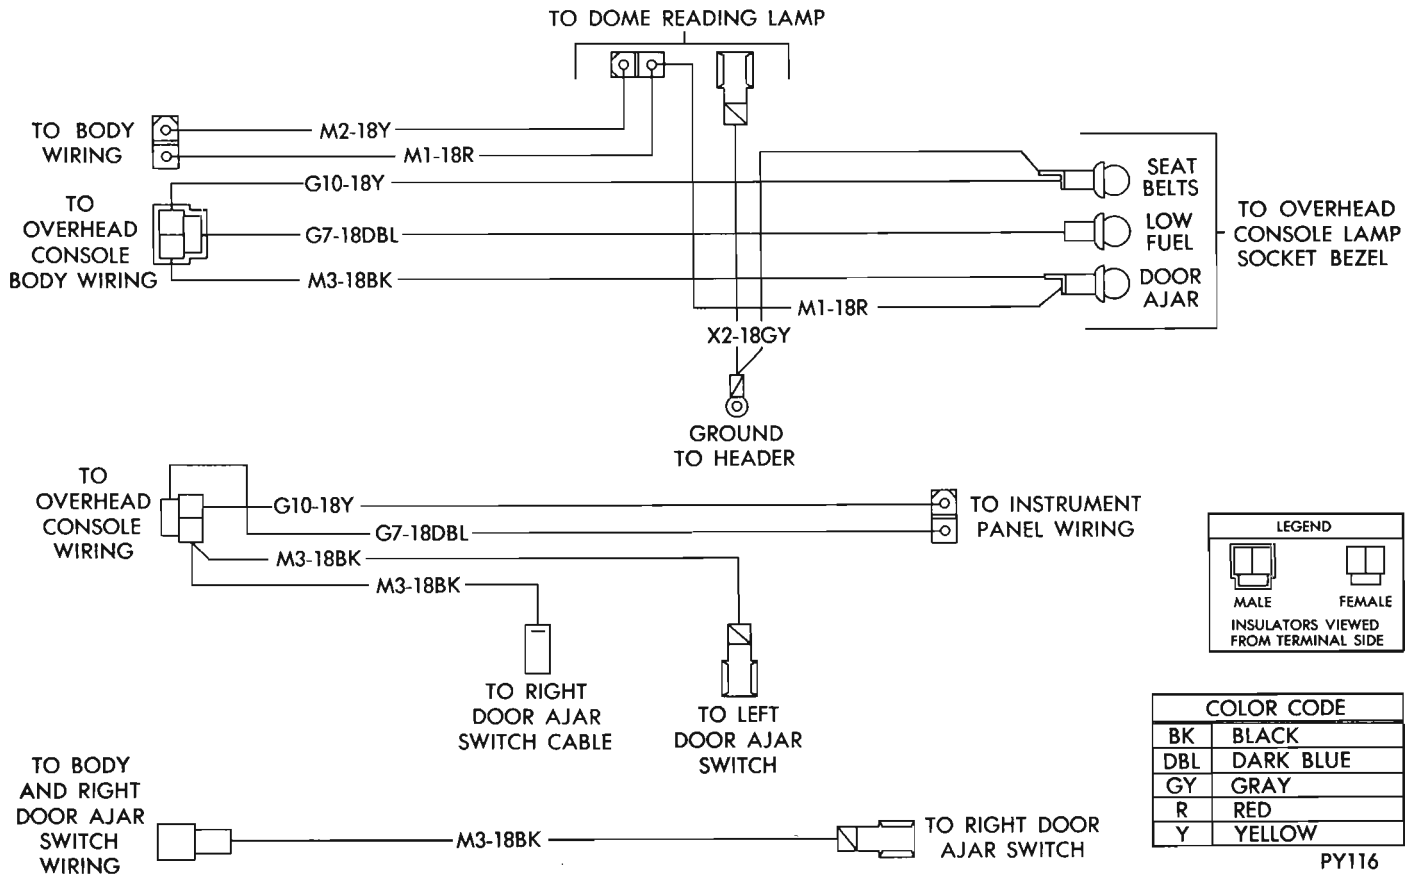 TO DOME READING LAMP
TO BODY
WIRING
M2-18Y
M1-18R
G10-18Y
TO
OVERHEAD
CONSOLE
BODY WIRING
G7-18DBL
M3-18BK
SEAT
BELTS
LOW
FUEL
DOOR
AJAR
TO OVERHEAD
CONSOLE LAMP
SOCKET BEZEL
M1-18R
X2-18GY
GROUND
TO HEADER
TO
OVERHEAD
CONSOLE
WIRING
G10-18Y
G7-18DBL
M3-18BK
M3-18BK
TO INSTRUMENT
PANEL WIRING
TO RIGHT
DOOR AJAR
SWITCH CABLE
TO LEFT
DOOR AJAR
SWITCH
LEGEND
MALE
FEMALE
INSULATORS VIEWED
FROM TERMINAL SIDE
COLOR CODE
BK BLACK
DBL DARK BLUE
GY GRAY
R RED
Y YELLOW
TO BODY
AND RIGHT
DOOR AJAR
SWITCH
WIRING
M3-18BK
TO RIGHT DOOR
AJAR SWITCH
PY116